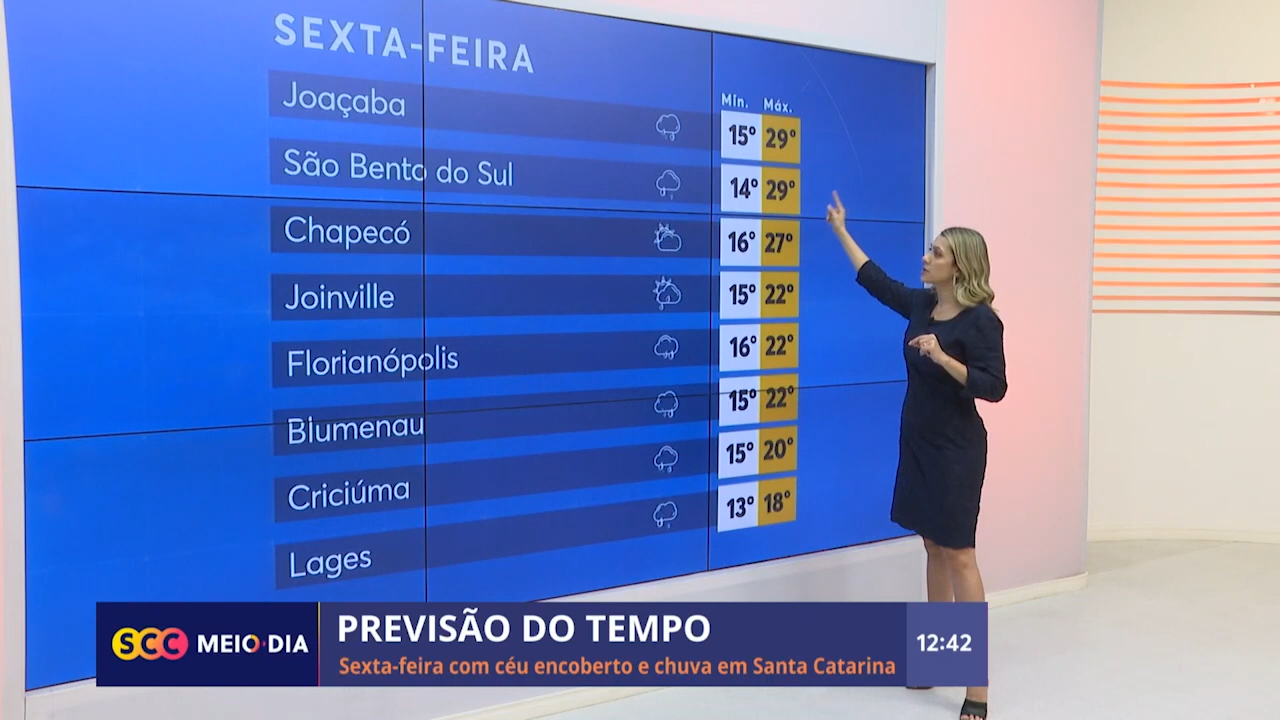 SEXTA-FEIRA
Mín. Máx.
Joaçaba 15° 29°
São Bento do Sul 14° 29°
Chapecó 16° 27°
Joinville 15° 22°
Florianópolis 16° 22°
Blumenau 15° 22°
Criciúma 15° 20°
Lages 13° 18°
SCC MEIO-DIA
PREVISÃO DO TEMPO
Sexta-feira com céu encoberto e chuva em Santa Catarina
12:42